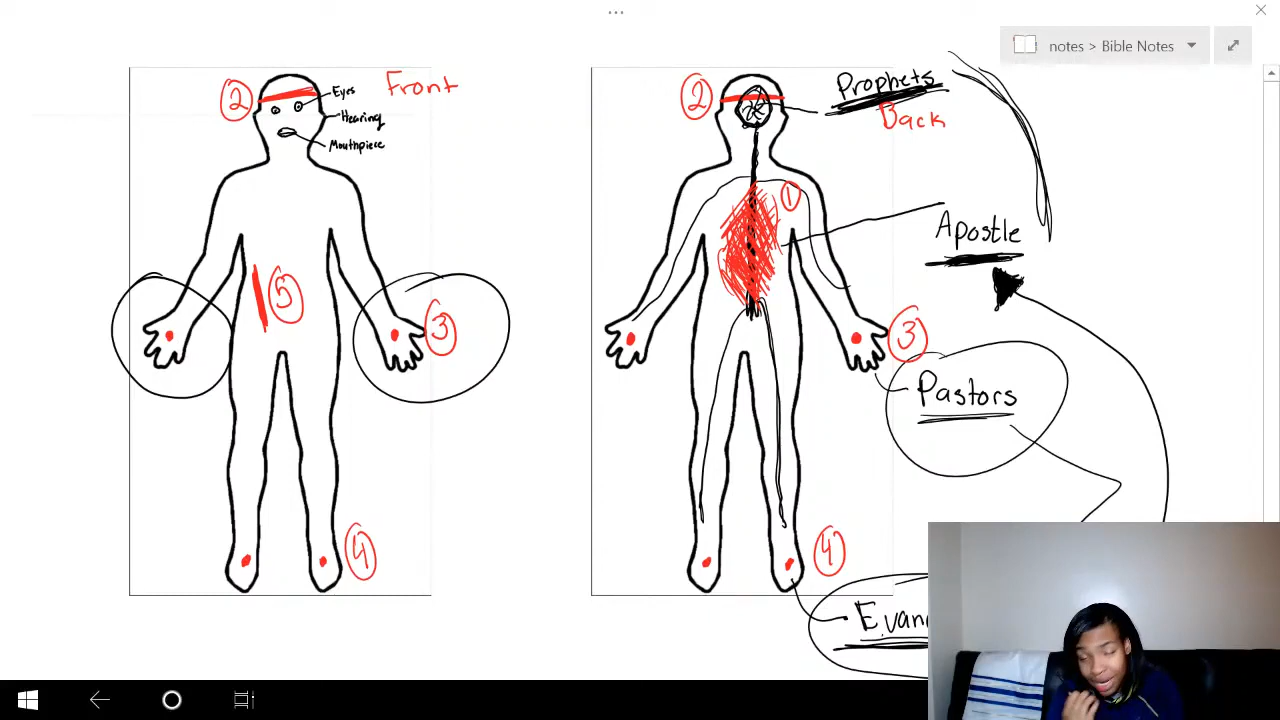 notes > Bible Notes
② Eyes Front
Hearing
Mouthpiece
⑤
③
④
② Prophets
Back
①
Apostle
③
Pastors
④